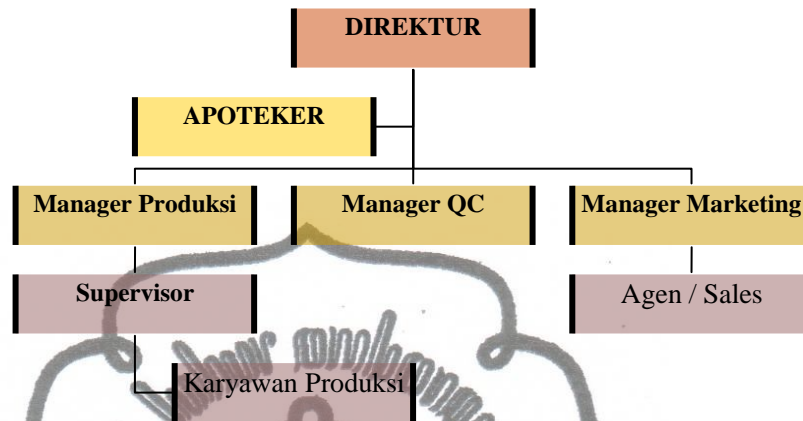 DIREKTUR
APOTEKER
Manager Produksi
Manager QC
Manager Marketing
Supervisor
Agen / Sales
Karyawan Produksi